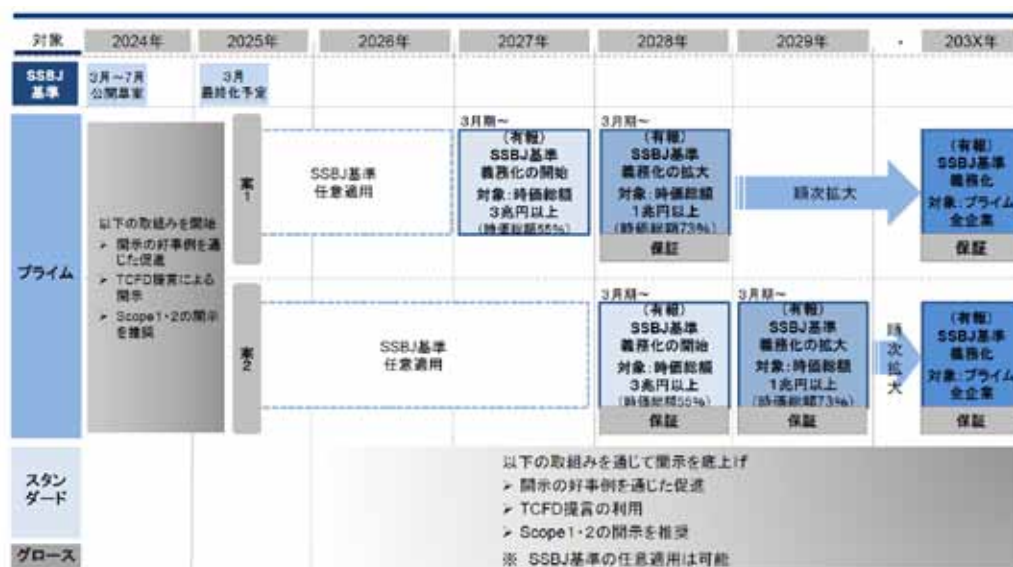 対象
2024年
2025年
2026年
2027年
2028年
2029年
・
203X年
SSBJ
基準
3月～7月
公開草案
3月
最終化予定
プライム
以下の取組みを開始
➢ 開示の好事例を通
じた促進
➢ TCFD提言による
開示
➢ Scope1・2の開示
を推奨
案1
SSBJ基準
任意適用
3月期～
(有報)
SSBJ基準
義務化の開始
対象：時価総額
3兆円以上
(時価総額55%)
3月期～
(有報)
SSBJ基準
義務化の拡大
対象：時価総額
1兆円以上
(時価総額73%)
保証
順次拡大
(有報)
SSBJ基準
義務化
対象：プライム
全企業
保証
案2
SSBJ基準
任意適用
3月期～
(有報)
SSBJ基準
義務化の開始
対象：時価総額
3兆円以上
(時価総額55%)
保証
3月期～
(有報)
SSBJ基準
義務化の拡大
対象：時価総額
1兆円以上
(時価総額73%)
保証
順次拡大
(有報)
SSBJ基準
義務化
対象：プライム
全企業
保証
スタン
ダード
グロース
以下の取組みを通じて開示を底上げ
➢ 開示の好事例を通じた促進
➢ TCFD提言の利用
➢ Scope1・2の開示を推奨
※ SSBJ基準の任意適用は可能